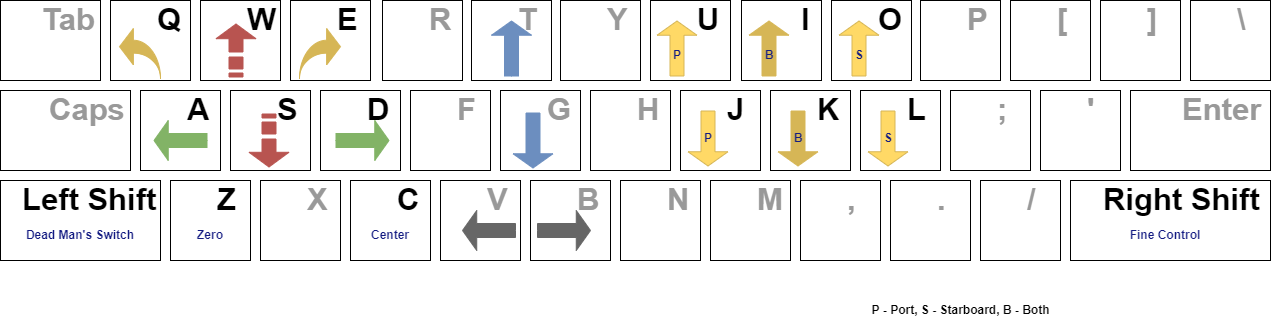 Tab Q W E R T Y U I O P [ ] \
P B S
Caps A S D F G H J K L ; ' Enter
P B S
Left Shift Z X C V B N M , . / Right Shift
Dead Man's Switch Zero Center Fine Control
P - Port, S - Starboard, B - Both